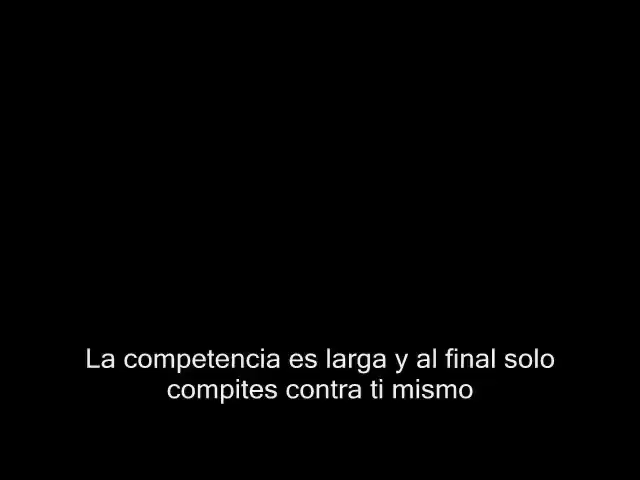 La competencia es larga y al final solo
compites contra ti mismo